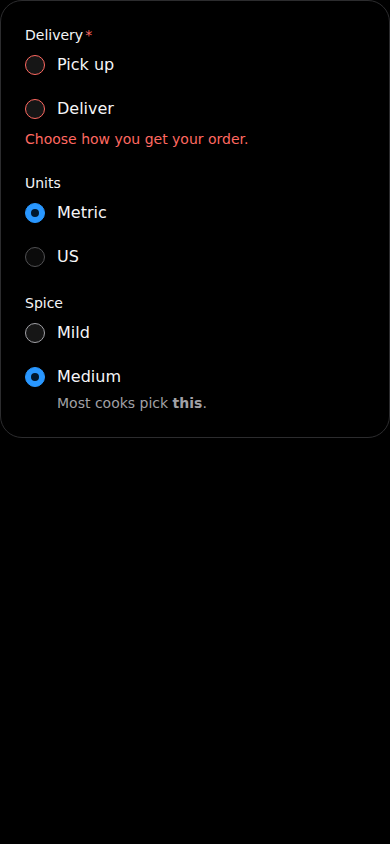 Delivery *
Pick up
Deliver
Choose how you get your order.
Units
Metric
US
Spice
Mild
Medium
Most cooks pick this.